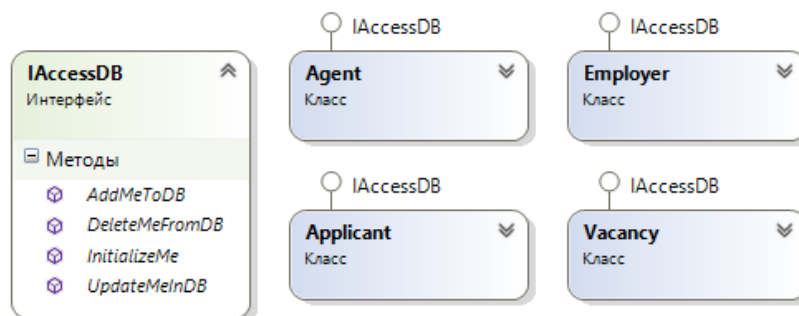 IAccessDB
Интерфейс
Методы
AddMeToDB
DeleteMeFromDB
InitializeMe
UpdateMeInDB
IAccessDB
Agent
Класс
IAccessDB
Employer
Класс
IAccessDB
Applicant
Класс
IAccessDB
Vacancy
Класс